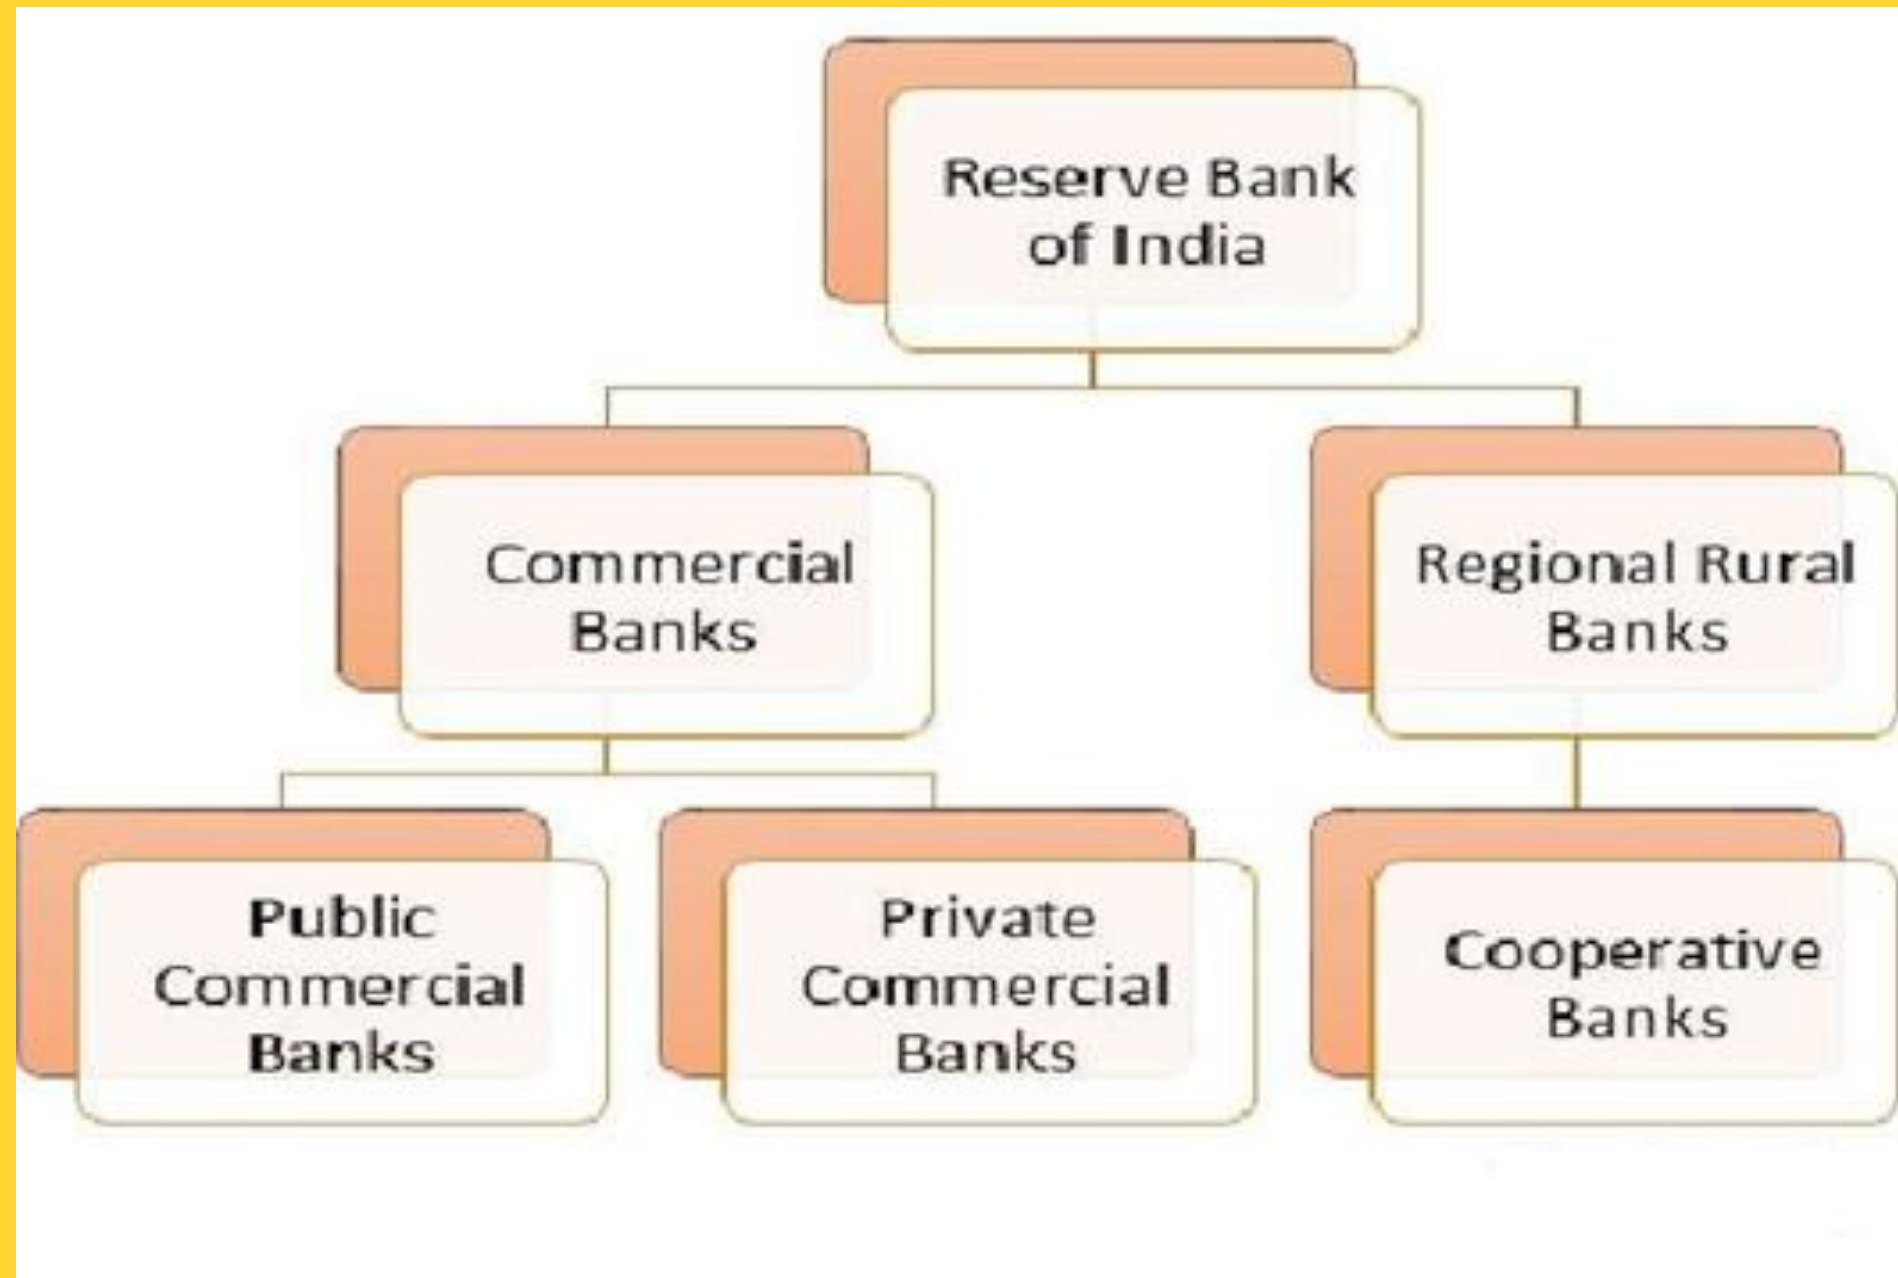 Reserve Bank
of India
Commercial
Banks
Regional Rural
Banks
Public
Commercial
Banks
Private
Commercial
Banks
Cooperative
Banks